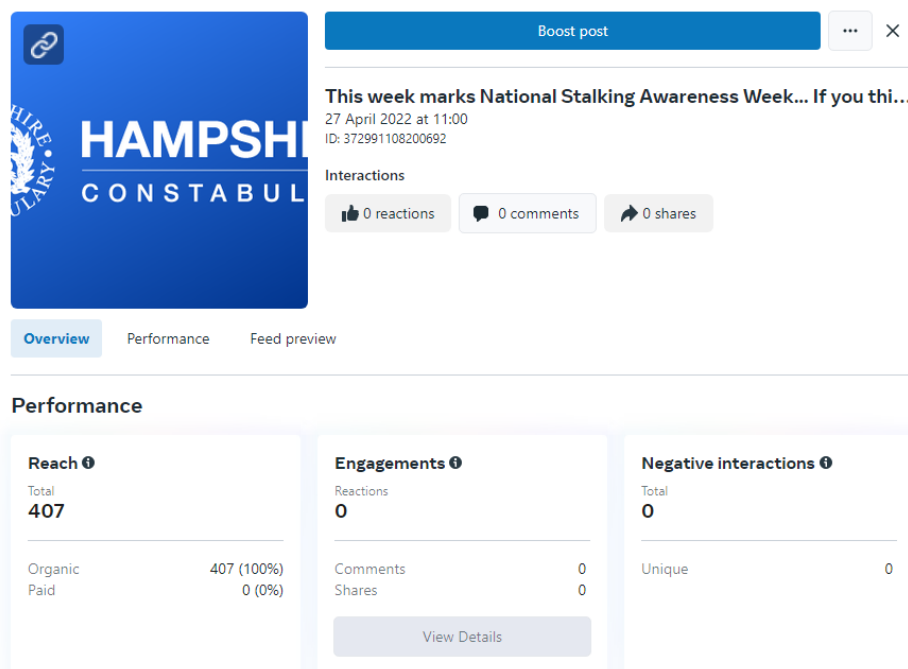 Boost post
HAMPSHI
CONSTABUL
This week marks National Stalking Awareness Week... If you thi...
27 April 2022 at 11:00
ID: 372991108200692
Interactions
0 reactions
0 comments
0 shares
Overview
Performance
Feed preview
Performance
Reach
Total
407
Organic 407 (100%)
Paid 0 (0%)
Engagements
Reactions
0
Comments 0
Shares 0
View Details
Negative interactions
Total
0
Unique 0